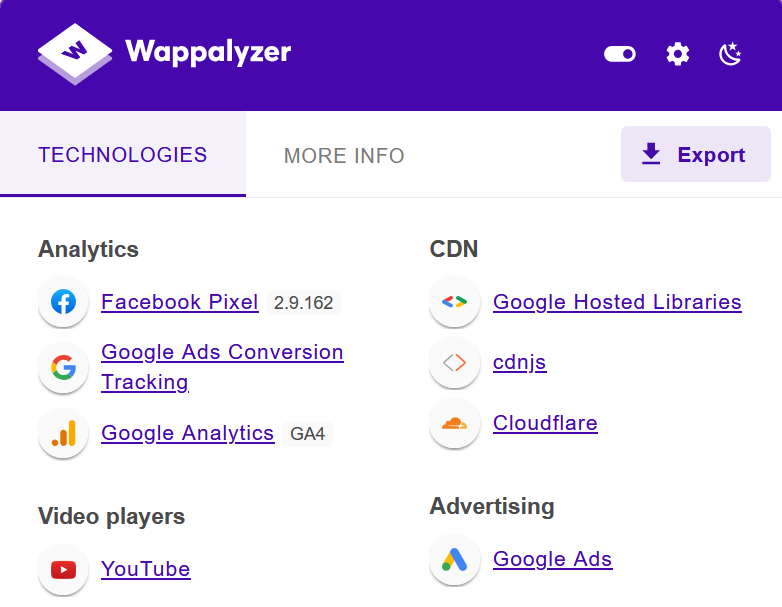 Wappalyzer
TECHNOLOGIES
MORE INFO
Export
Analytics
Facebook Pixel 2.9.162
Google Ads Conversion
Tracking
Google Analytics GA4
Video players
YouTube
CDN
Google Hosted Libraries
cdnjs
Cloudflare
Advertising
Google Ads